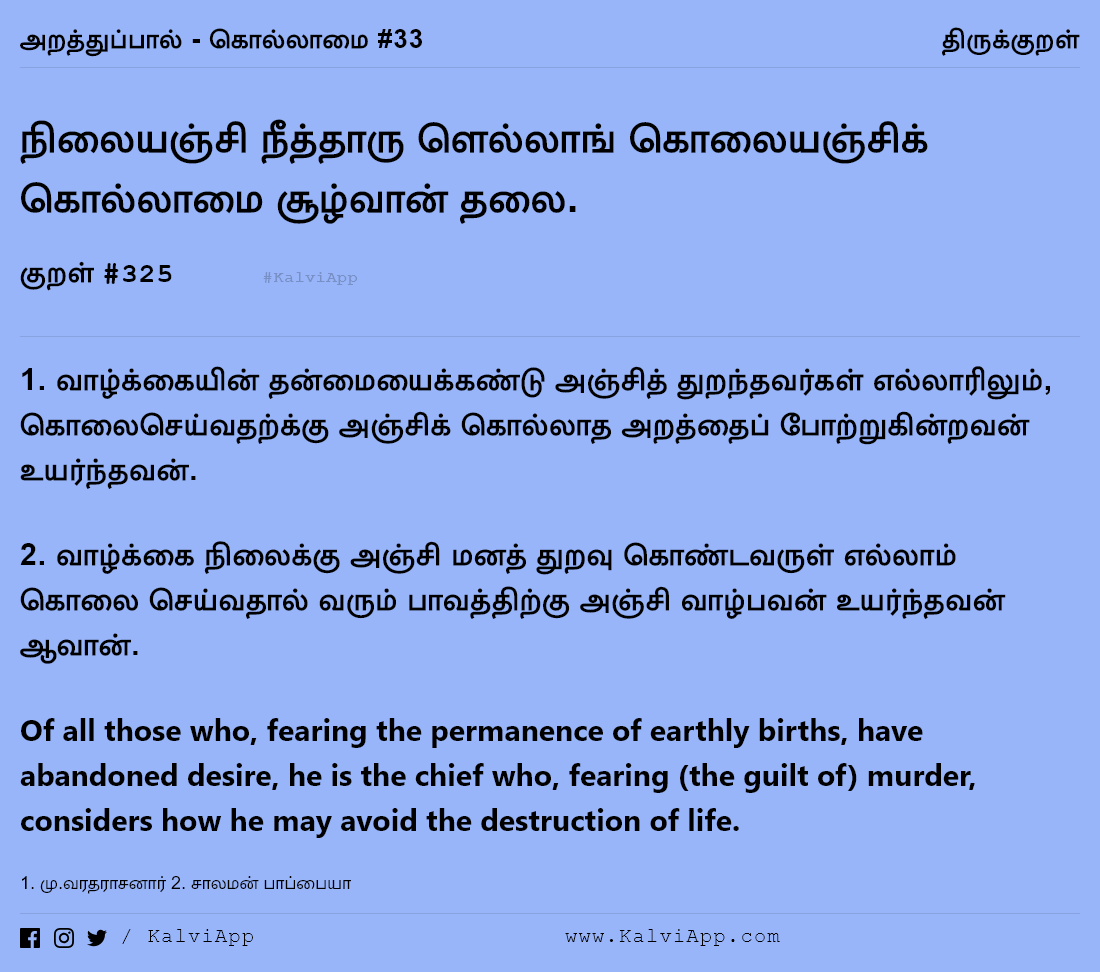 அறத்துப்பால் - கொல்லாமை #33
திருக்குறள்
நிலையஞ்சி நீத்தாரு ளெல்லாங் கொலையஞ்சிக்
கொல்லாமை சூழ்வான் தலை.
குறள் #325
#KalviApp
1. வாழ்க்கையின் தன்மையைக்கண்டு அஞ்சித் துறந்தவர்கள் எல்லாரிலும்,
கொலைசெய்வதற்க்கு அஞ்சிக் கொல்லாத அறத்தைப் போற்றுகின்றவன்
உயர்ந்தவன்.
2. வாழ்க்கை நிலைக்கு அஞ்சி மனத் துறவு கொண்டவருள் எல்லாம்
கொலை செய்வதால் வரும் பாவத்திற்கு அஞ்சி வாழ்பவன் உயர்ந்தவன்
ஆவான்.
Of all those who, fearing the permanence of earthly births, have
abandoned desire, he is the chief who, fearing (the guilt of) murder,
considers how he may avoid the destruction of life.
1. மு.வரதராசனார் 2. சாலமன் பாப்பையா
/ KalviApp
www.KalviApp.com